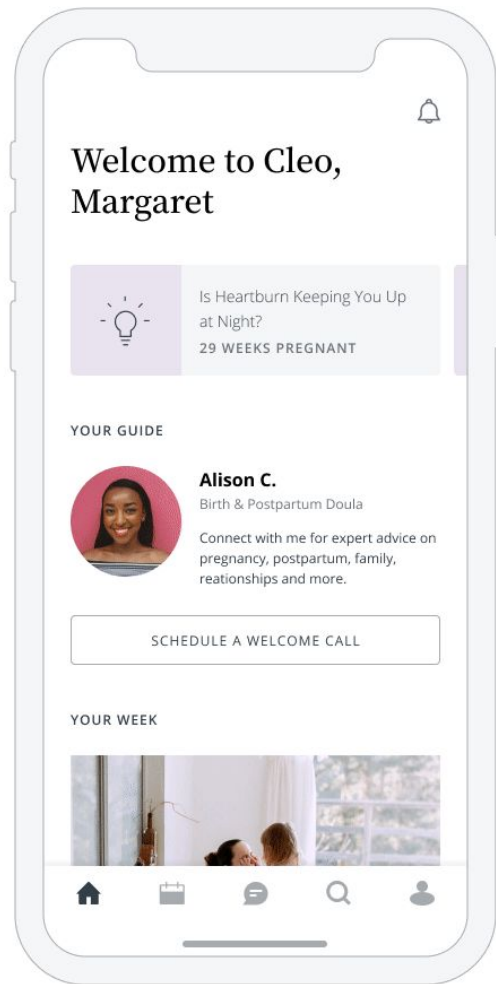 Welcome to Cleo,
Margaret
Is Heartburn Keeping You Up
at Night?
29 WEEKS PREGNANT
YOUR GUIDE
Alison C.
Birth & Postpartum Doula
Connect with me for expert advice on
pregnancy, postpartum, family,
reationships and more.
SCHEDULE A WELCOME CALL
YOUR WEEK